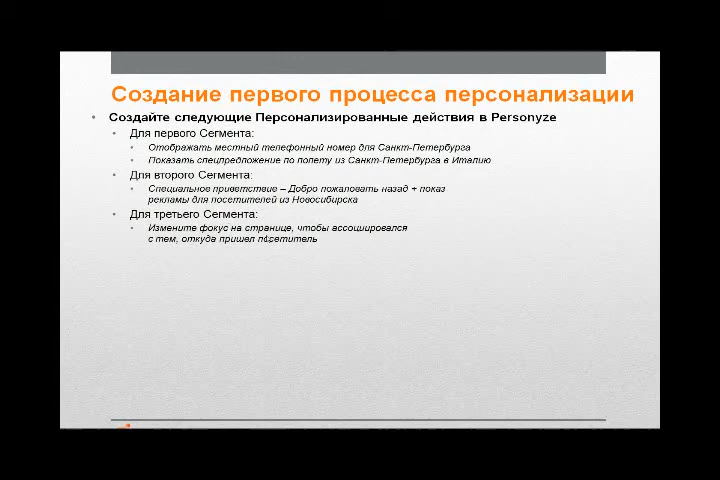 Создание первого процесса персонализации
• Создайте следующие Персонализированные действия в Personyze
• Для первого Сегмента:
• Отображать местный телефонный номер для Санкт-Петербурга
• Показать спецпредложение по полету из Санкт-Петербурга в Италию
• Для второго Сегмента:
• Специальное приветствие – Добро пожаловать назад + показ
рекламы для посетителей из Новосибирска
• Для третьего Сегмента:
• Измените фокус на странице, чтобы ассоциировался
с тем, откуда пришел посетитель